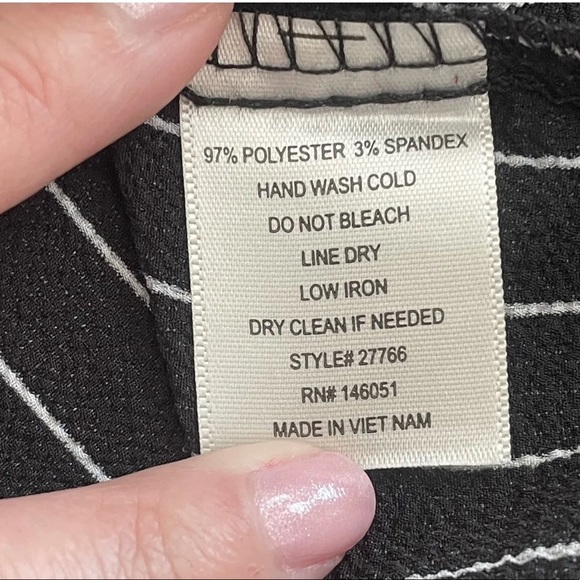 97% POLYESTER 3% SPANDEX
HAND WASH COLD
DO NOT BLEACH
LINE DRY
LOW IRON
DRY CLEAN IF NEEDED
STYLE# 27766
RN# 146051
MADE IN VIET NAM